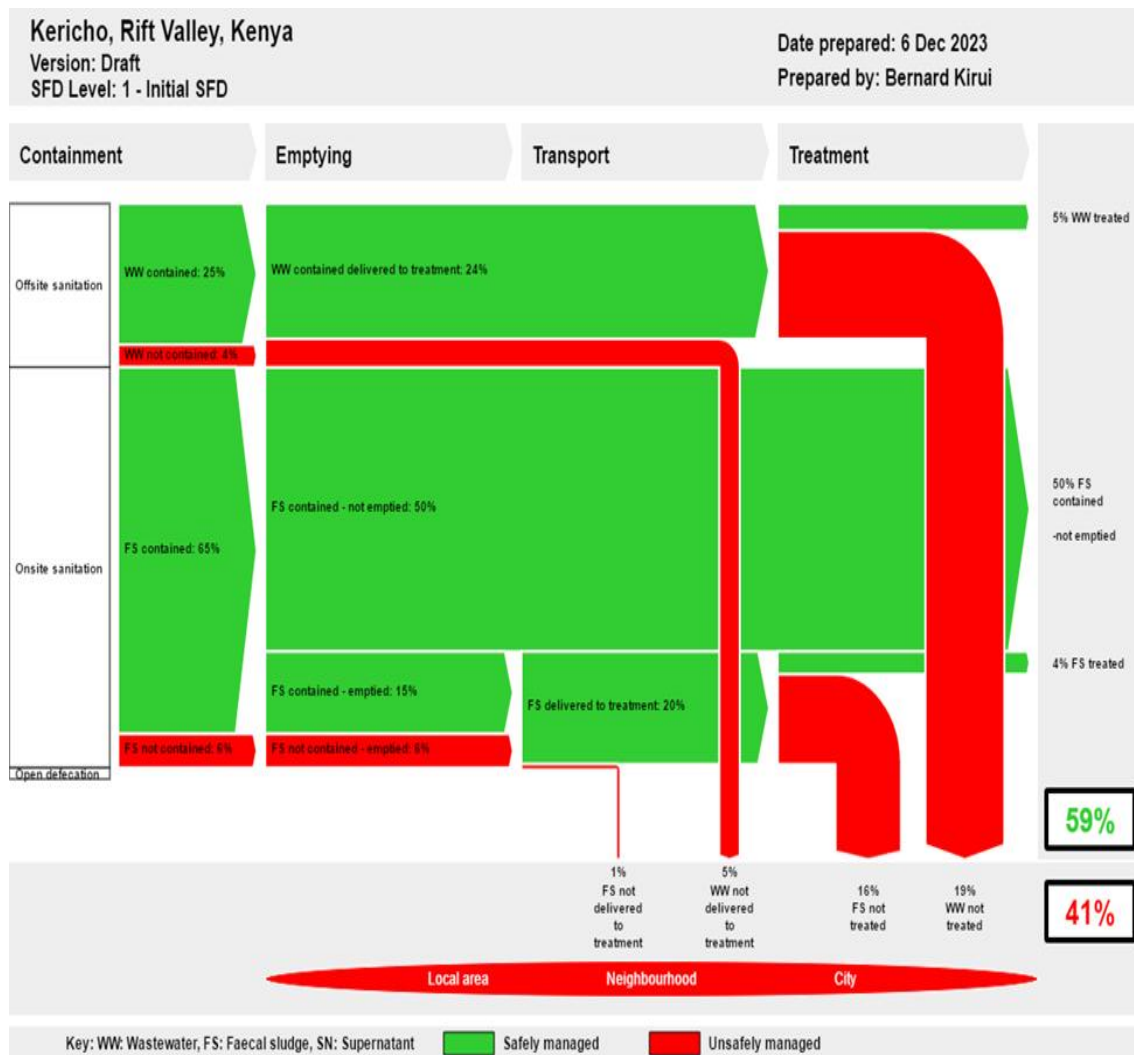 Kericho, Rift Valley, Kenya
Version: Draft
SFD Level: 1 - Initial SFD
Date prepared: 6 Dec 2023
Prepared by: Bernard Kirui
Containment
Emptying
Transport
Treatment
Offsite sanitation
WW contained: 25%
WW contained delivered to treatment: 24%
5% WW treated
WW not contained: 4%
Onsite sanitation
FS contained: 65%
FS contained - not emptied: 50%
50% FS
contained
-not emptied
FS contained - emptied: 15%
FS delivered to treatment: 20%
4% FS treated
FS not contained: 6%
FS not contained - emptied: 6%
Open defecation
59%
1%
FS not
delivered
to
treatment
5%
WW not
delivered
to
treatment
16%
FS not
treated
19%
WW not
treated
41%
Local area
Neighbourhood
City
Key: WW: Wastewater, FS: Faecal sludge, SN: Supernatant
Safely managed
Unsafely managed